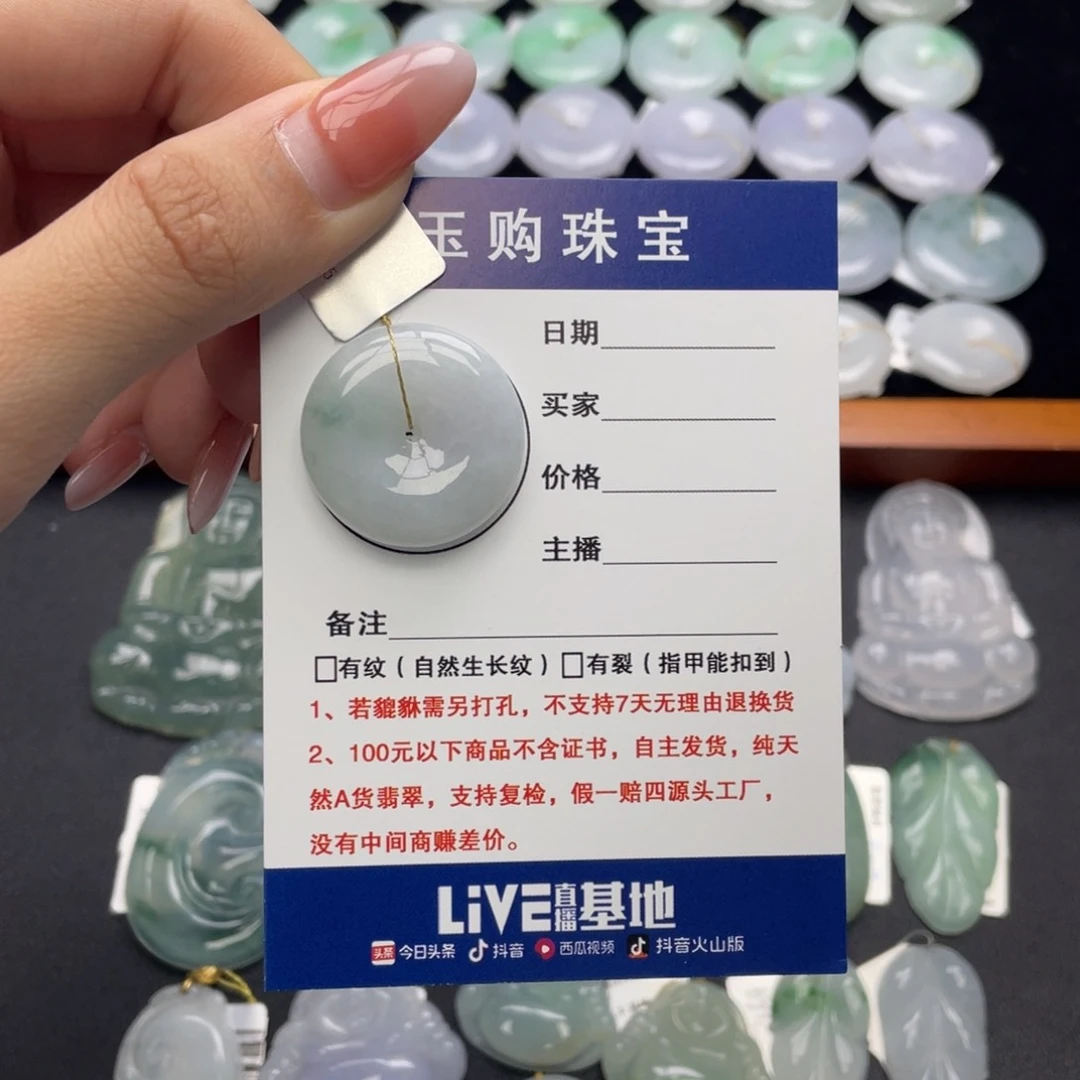 玉购珠宝
日期
买家
价格
主播
备注
□有纹（自然生长纹）□有裂（指甲能扣到）
1、若貔貅需另打孔，不支持7天无理由退换货
2、100元以下商品不含证书，自主发货，纯天
然A货翡翠，支持复检，假一赔四源头工厂，
没有中间商赚差价。
LiVE直播基地
头条 今日头条 抖音 西瓜视频 抖音火山版